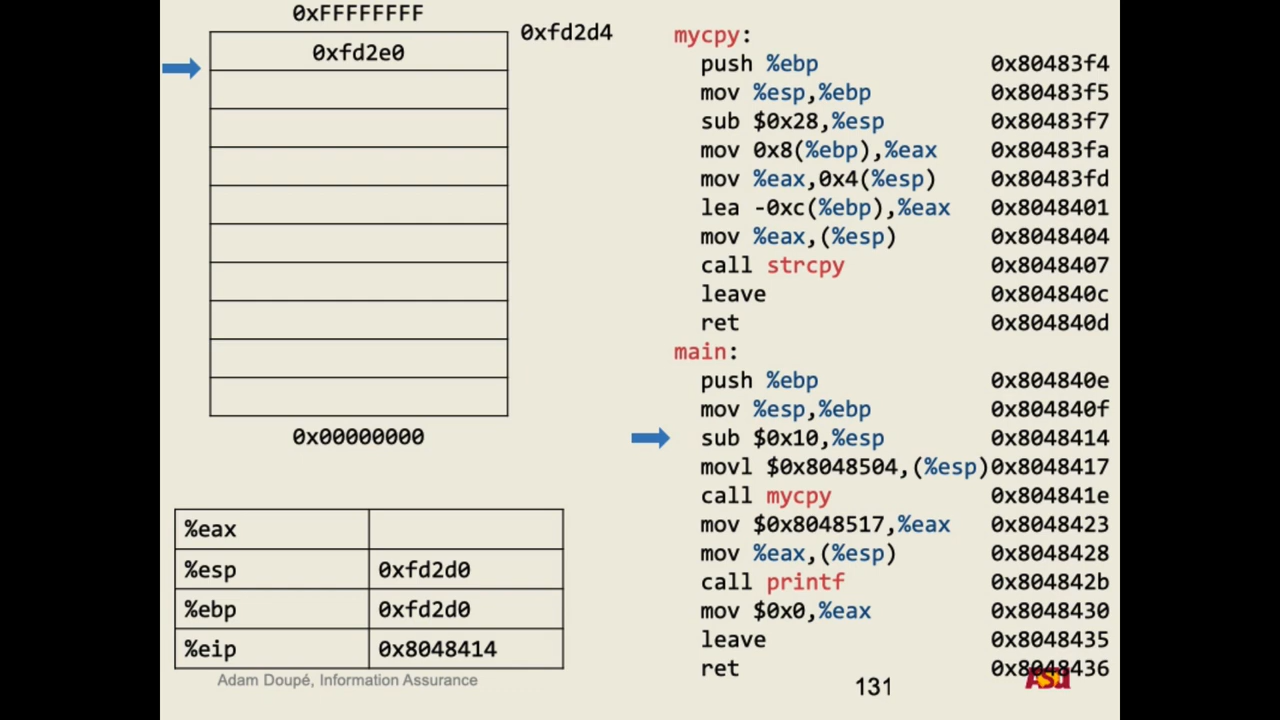 0xFFFFFFFF
0xfd2d4
0xfd2e0
0x00000000
%eax
%esp 0xfd2d0
%ebp 0xfd2d0
%eip 0x8048414
mycpy:
push %ebp 0x80483f4
mov %esp,%ebp 0x80483f5
sub $0x28,%esp 0x80483f7
mov 0x8(%ebp),%eax 0x80483fa
mov %eax,0x4(%esp) 0x80483fd
lea -0xc(%ebp),%eax 0x8048401
mov %eax,(%esp) 0x8048404
call strcpy 0x8048407
leave 0x804840c
ret 0x804840d
main:
push %ebp 0x804840e
mov %esp,%ebp 0x804840f
sub $0x10,%esp 0x8048414
movl $0x8048504,(%esp)0x8048417
call mycpy 0x804841e
mov $0x8048517,%eax 0x8048423
mov %eax,(%esp) 0x8048428
call printf 0x804842b
mov $0x0,%eax 0x8048430
leave 0x8048435
ret 0x8048436
Adam Doupé, Information Assurance
131
ASU